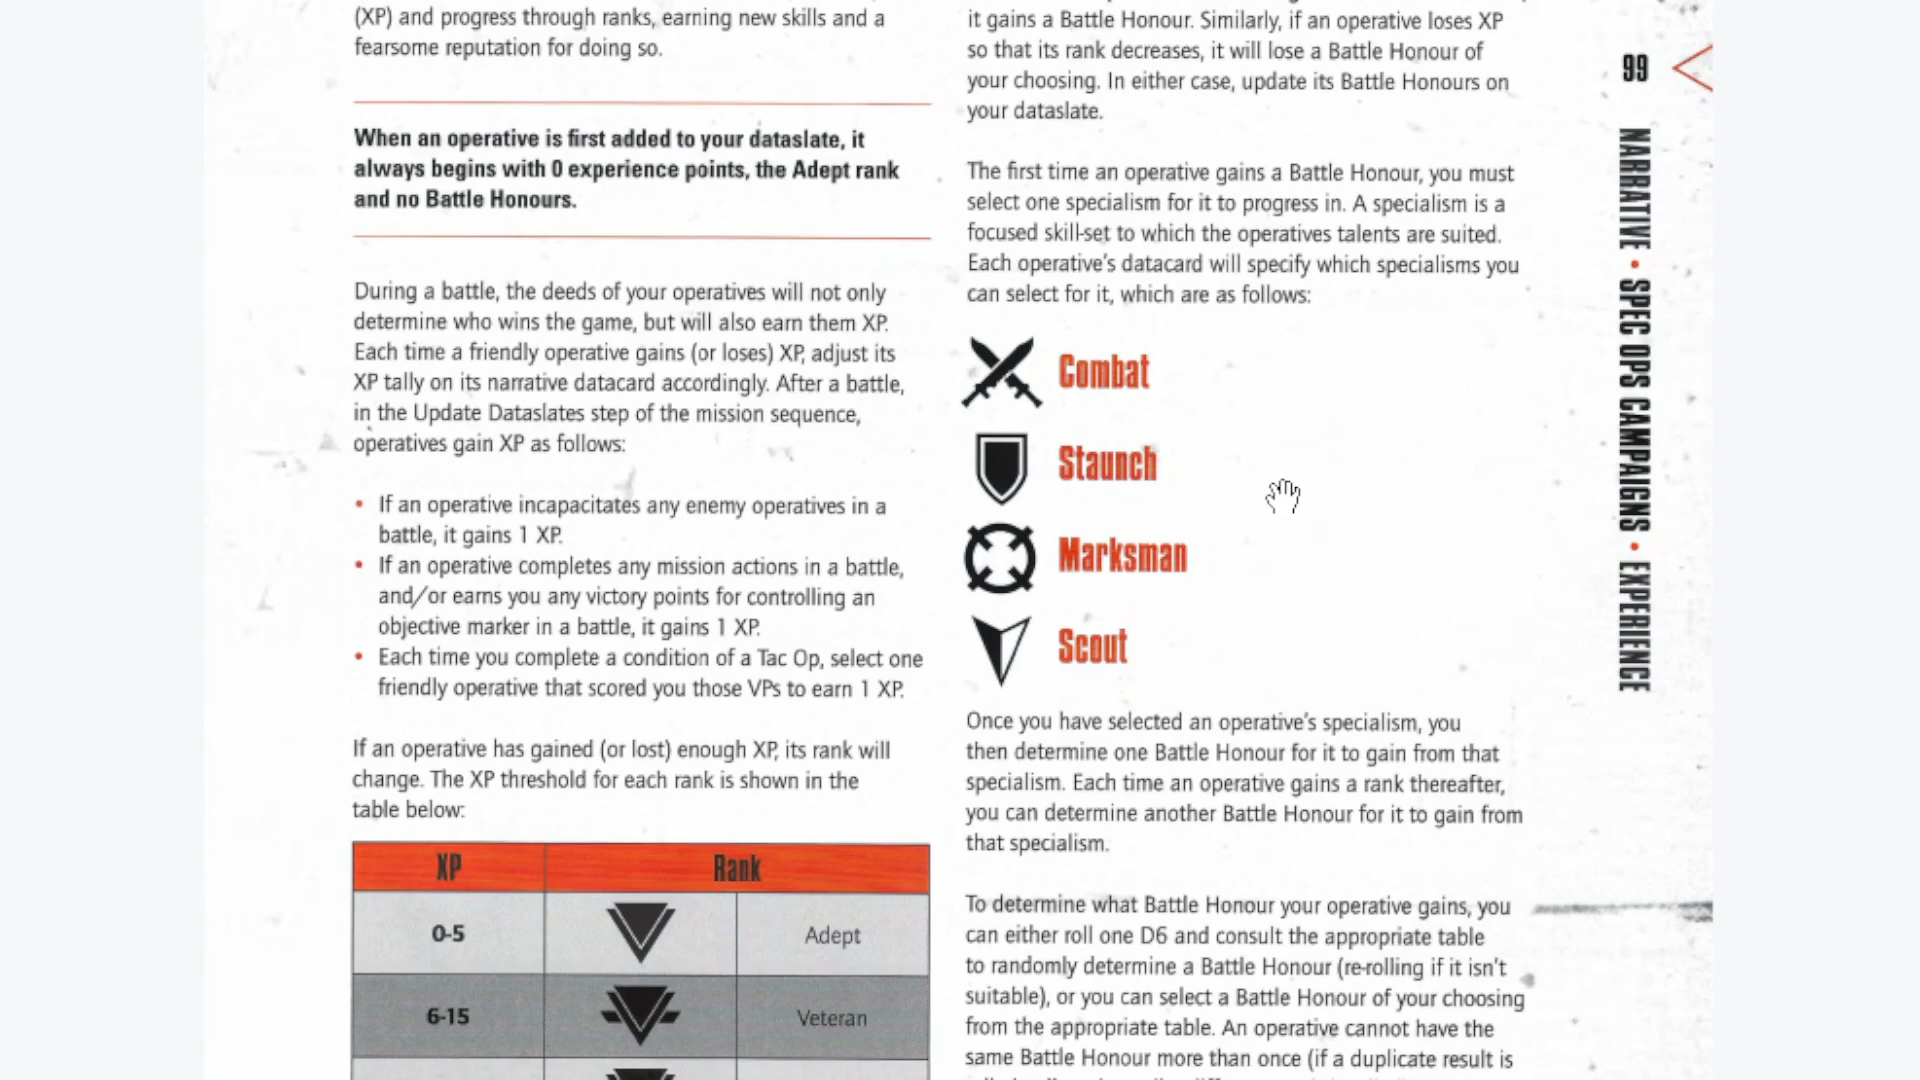 (XP) and progress through ranks, earning new skills and a
fearsome reputation for doing so.
When an operative is first added to your dataslate, it
always begins with 0 experience points, the Adept rank
and no Battle Honours.
During a battle, the deeds of your operatives will not only
determine who wins the game, but will also earn them XP.
Each time a friendly operative gains (or loses) XP, adjust its
XP tally on its narrative datacard accordingly. After a battle,
in the Update Dataslates step of the mission sequence,
operatives gain XP as follows:
• If an operative incapacitates any enemy operatives in a
battle, it gains 1 XP.
• If an operative completes any mission actions in a battle,
and/or earns you any victory points for controlling an
objective marker in a battle, it gains 1 XP.
• Each time you complete a condition of a Tac Op, select one
friendly operative that scored you those VPs to earn 1 XP.
If an operative has gained (or lost) enough XP, its rank will
change. The XP threshold for each rank is shown in the
table below:
XP Rank
0-5 Adept
6-15 Veteran
it gains a Battle Honour. Similarly, if an operative loses XP
so that its rank decreases, it will lose a Battle Honour of
your choosing. In either case, update its Battle Honours on
your dataslate.
The first time an operative gains a Battle Honour, you must
select one specialism for it to progress in. A specialism is a
focused skill-set to which the operatives talents are suited.
Each operative's datacard will specify which specialisms you
can select for it, which are as follows:
Combat
Staunch
Marksman
Scout
Once you have selected an operative's specialism, you
then determine one Battle Honour for it to gain from that
specialism. Each time an operative gains a rank thereafter,
you can determine another Battle Honour for it to gain from
that specialism.
To determine what Battle Honour your operative gains, you
can either roll one D6 and consult the appropriate table
to randomly determine a Battle Honour (re-rolling if it isn't
suitable), or you can select a Battle Honour of your choosing
from the appropriate table. An operative cannot have the
same Battle Honour more than once (if a duplicate result is
99
NARRATIVE • SPEC OPS CAMPAIGNS • EXPERIENCE